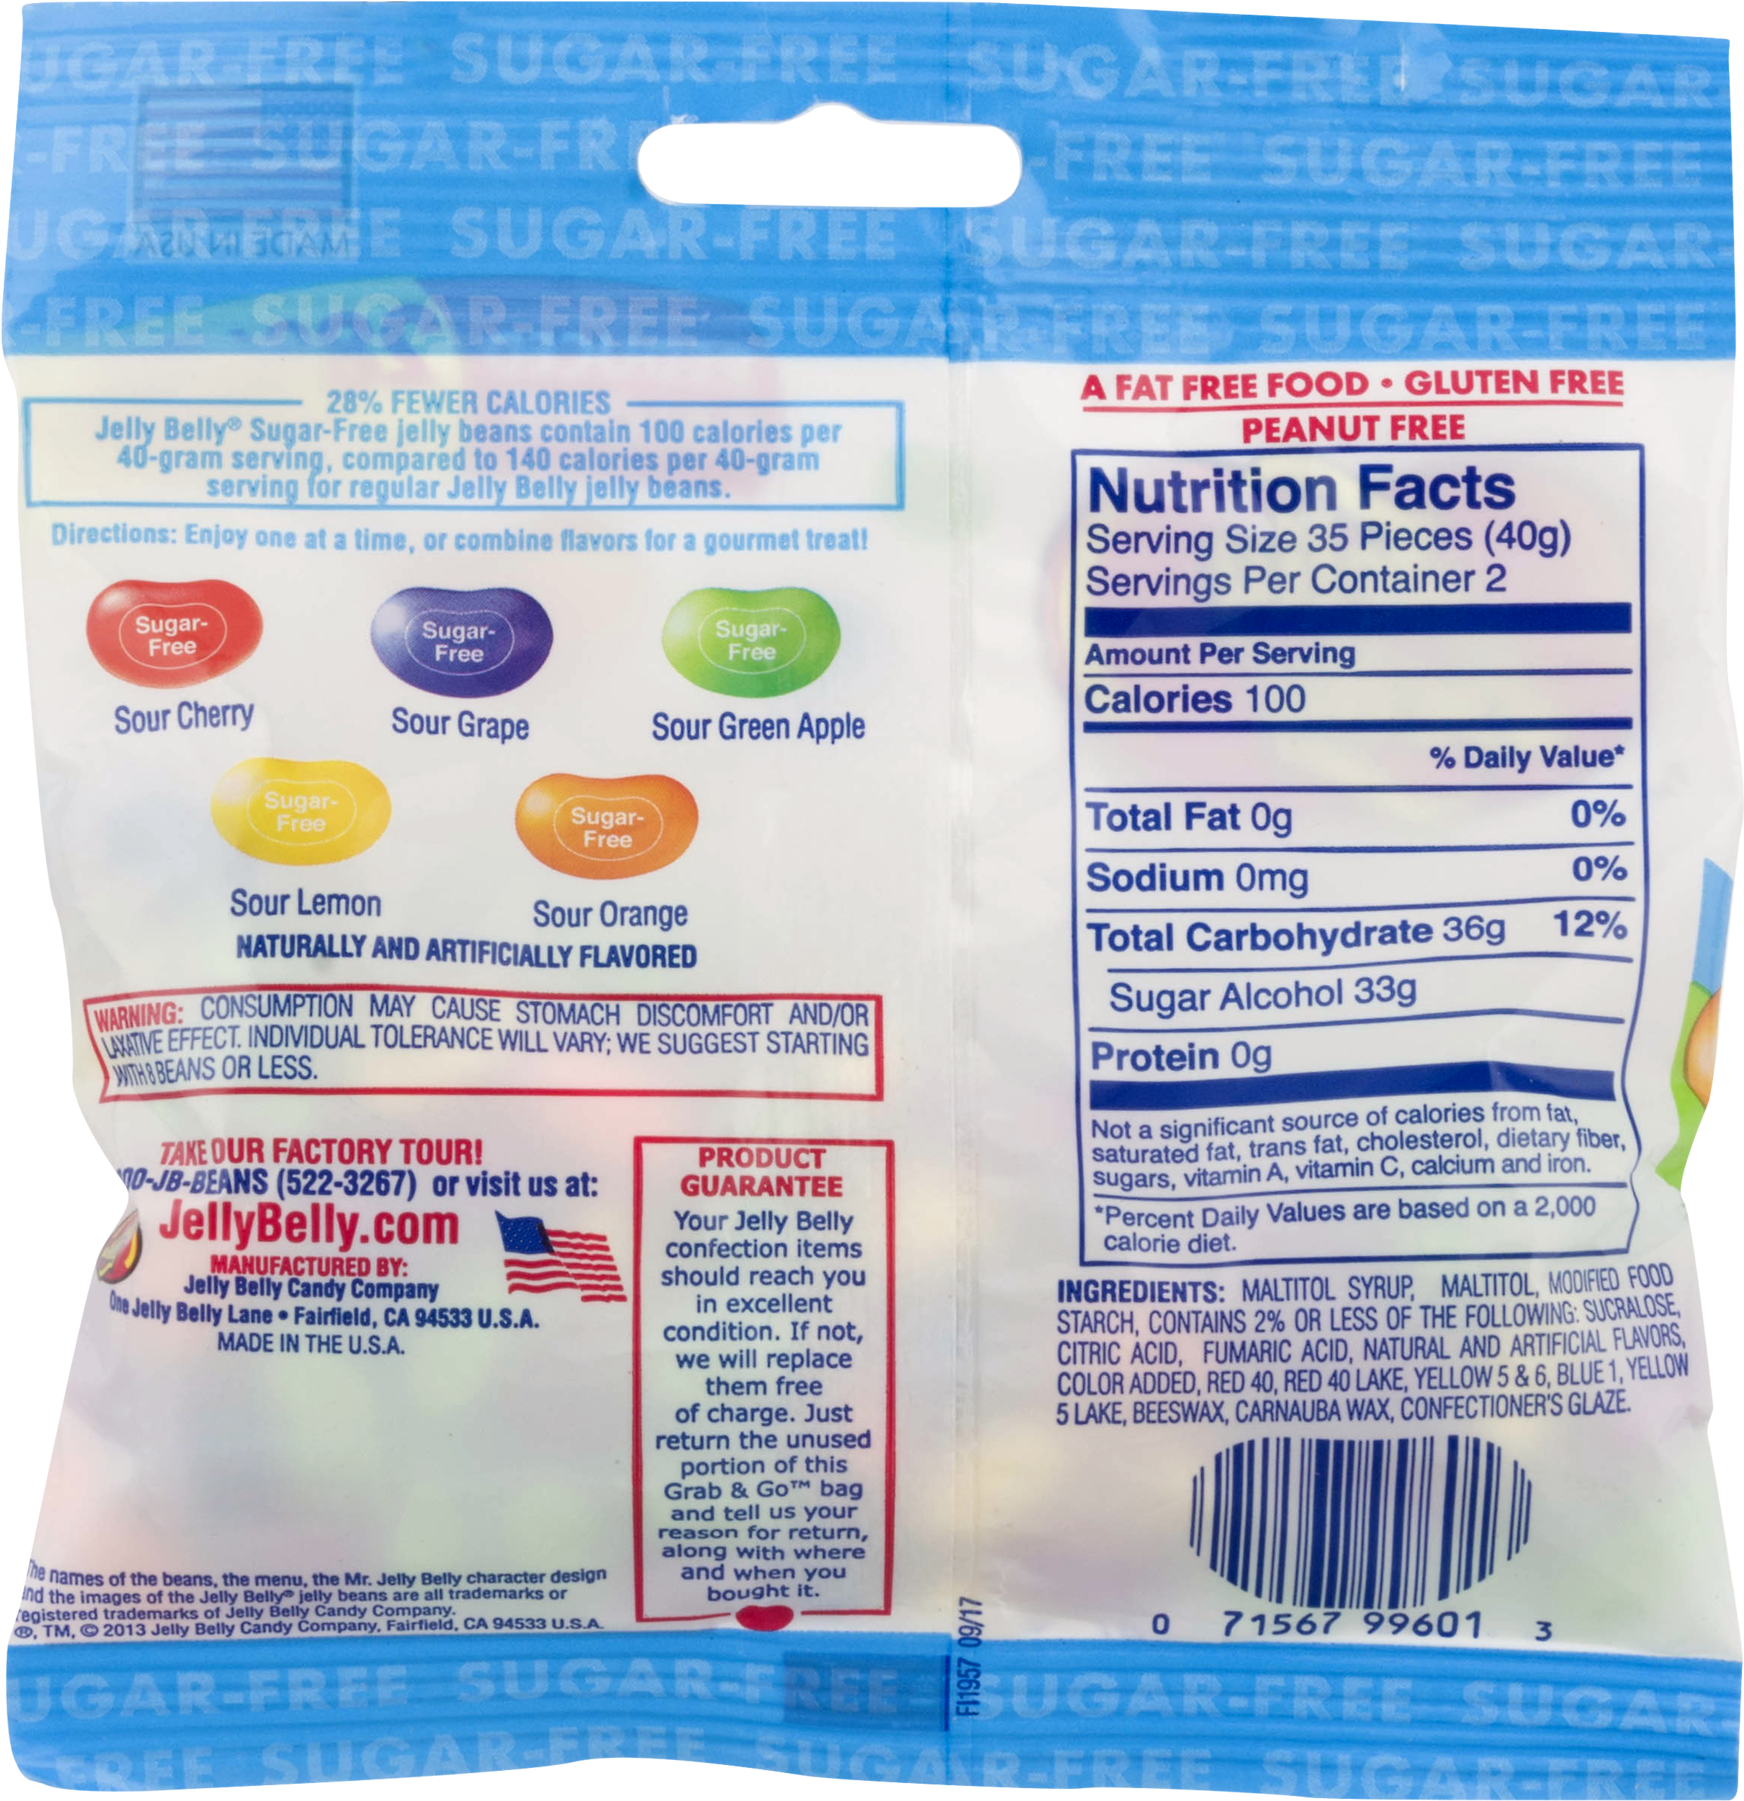 UGAR-FREE SUGAR-FREE SUGAR-FREE SUGAR
-FREE SUGAR-FR -FREE SUGAR-FREE
UGAR-FREE SUGAR-FREE SUGAR-FREE SUGAR-
-FREE SUGAR-FREE SUGAR-FREE SUGAR-FREE
MADE IN USA
28% FEWER CALORIES
Jelly Belly® Sugar-Free jelly beans contain 100 calories per
40-gram serving, compared to 140 calories per 40-gram
serving for regular Jelly Belly jelly beans.
Directions: Enjoy one at a time, or combine flavors for a gourmet treat!
Sugar-
Free
Sour Cherry
Sugar-
Free
Sour Grape
Sugar-
Free
Sour Green Apple
Sugar-
Free
Sour Lemon
Sugar-
Free
Sour Orange
NATURALLY AND ARTIFICIALLY FLAVORED
WARNING: CONSUMPTION MAY CAUSE STOMACH DISCOMFORT AND/OR
LAXATIVE EFFECT. INDIVIDUAL TOLERANCE WILL VARY; WE SUGGEST STARTING
WITH 8 BEANS OR LESS.
TAKE OUR FACTORY TOUR!
00-JB-BEANS (522-3267) or visit us at:
JellyBelly.com
MANUFACTURED BY:
Jelly Belly Candy Company
One Jelly Belly Lane • Fairfield, CA 94533 U.S.A.
MADE IN THE U.S.A.
PRODUCT
GUARANTEE
Your Jelly Belly
confection items
should reach you
in excellent
condition. If not,
we will replace
them free
of charge. Just
return the unused
portion of this
Grab & Go™ bag
and tell us your
reason for return,
along with where
and when you
bought it.
The names of the beans, the menu, the Mr. Jelly Belly character design
and the images of the Jelly Belly® jelly beans are all trademarks or
registered trademarks of Jelly Belly Candy Company.
®, TM, © 2013 Jelly Belly Candy Company, Fairfield, CA 94533 U.S.A.
A FAT FREE FOOD • GLUTEN FREE
PEANUT FREE
Nutrition Facts
Serving Size 35 Pieces (40g)
Servings Per Container 2
Amount Per Serving
Calories 100
% Daily Value*
Total Fat 0g 0%
Sodium 0mg 0%
Total Carbohydrate 36g 12%
Sugar Alcohol 33g
Protein 0g
Not a significant source of calories from fat,
saturated fat, trans fat, cholesterol, dietary fiber,
sugars, vitamin A, vitamin C, calcium and iron.
*Percent Daily Values are based on a 2,000
calorie diet.
INGREDIENTS: MALTITOL SYRUP, MALTITOL, MODIFIED FOOD
STARCH, CONTAINS 2% OR LESS OF THE FOLLOWING: SUCRALOSE,
CITRIC ACID, FUMARIC ACID, NATURAL AND ARTIFICIAL FLAVORS,
COLOR ADDED, RED 40, RED 40 LAKE, YELLOW 5 & 6, BLUE 1, YELLOW
5 LAKE, BEESWAX, CARNAUBA WAX, CONFECTIONER'S GLAZE.
0 71567 99601 3
FI1957 09/17
UGAR-FREE SUGAR-FREE SUGAR-FREE SUGAR
FREE SUGAR-FREE SUGAR-FREE SUGAR-FREE